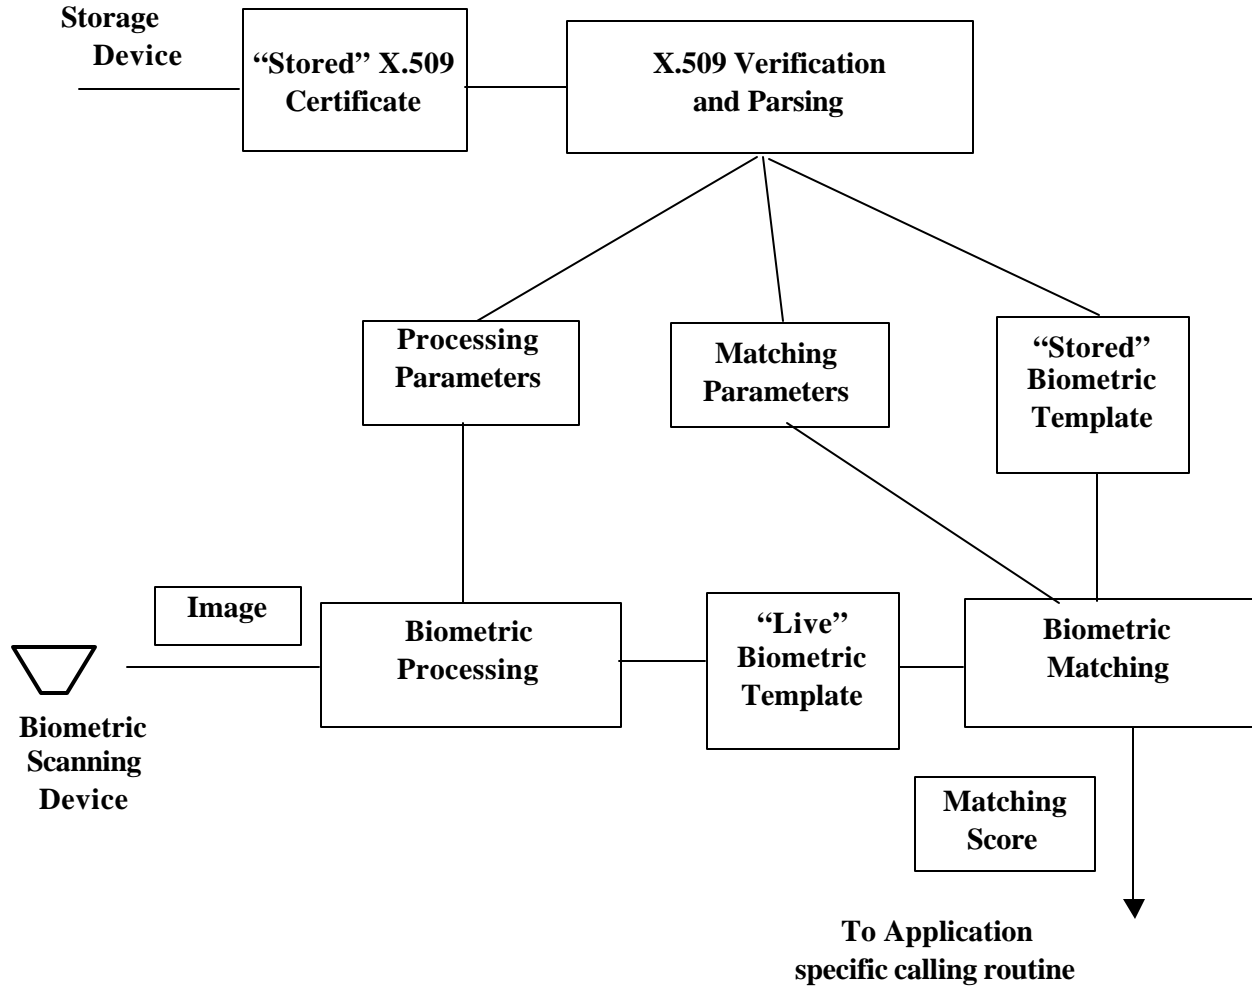 Storage
Device
“Stored” X.509
Certificate
X.509 Verification
and Parsing
Processing
Parameters
Matching
Parameters
“Stored”
Biometric
Template
Image
Biometric
Processing
“Live”
Biometric
Template
Biometric
Matching
Biometric
Scanning
Device
Matching
Score
To Application
specific calling routine